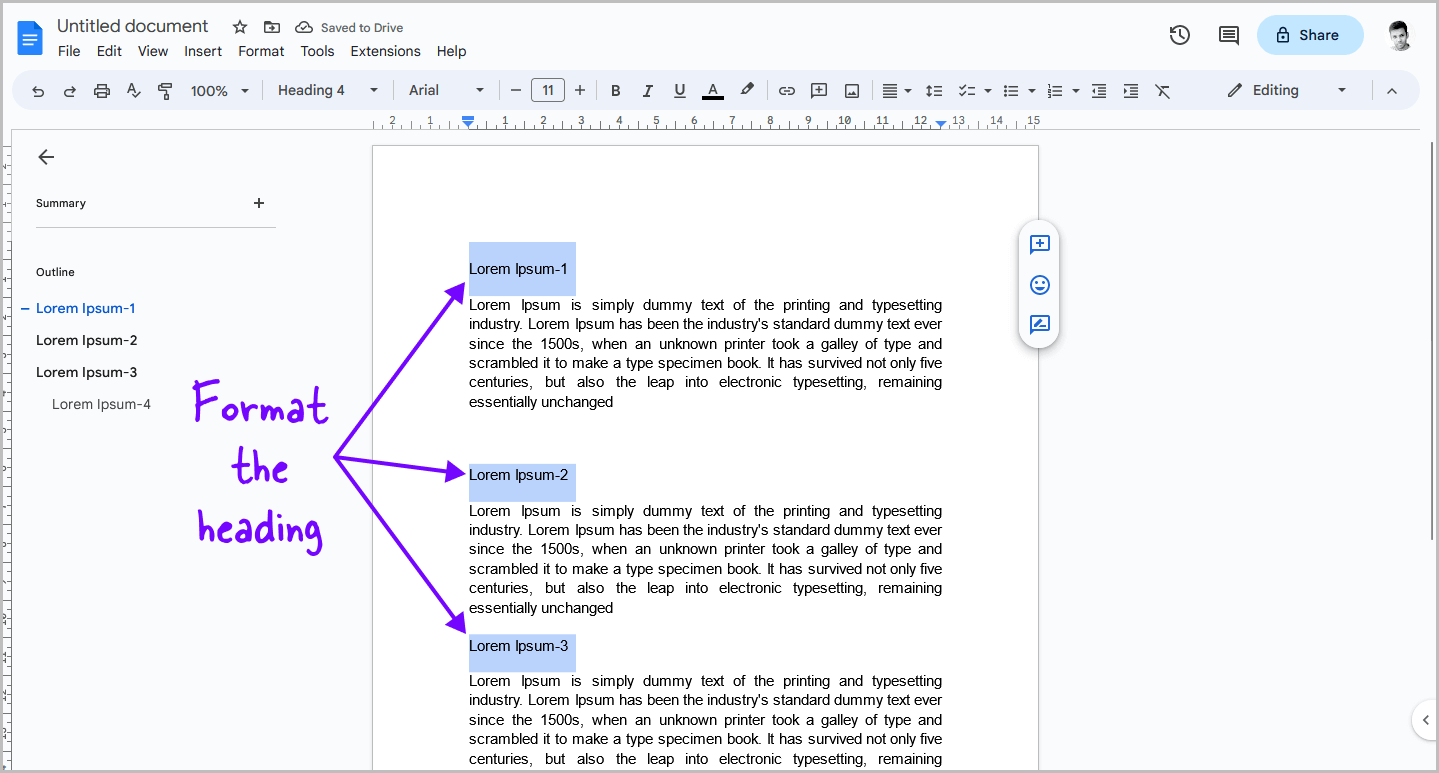 Untitled document Saved to Drive
File Edit View Insert Format Tools Extensions Help
Share
100% Heading 4 Arial 11 B I U A Editing
2 1 1 2 3 4 5 6 7 8 9 10 11 12 13 14 15
Summary
Outline
Lorem Ipsum-1
Lorem Ipsum-2
Lorem Ipsum-3
Lorem Ipsum-4
Format
the
heading
Lorem Ipsum-1
Lorem Ipsum is simply dummy text of the printing and typesetting
industry. Lorem Ipsum has been the industry's standard dummy text ever
since the 1500s, when an unknown printer took a galley of type and
scrambled it to make a type specimen book. It has survived not only five
centuries, but also the leap into electronic typesetting, remaining
essentially unchanged
Lorem Ipsum-2
Lorem Ipsum is simply dummy text of the printing and typesetting
industry. Lorem Ipsum has been the industry's standard dummy text ever
since the 1500s, when an unknown printer took a galley of type and
scrambled it to make a type specimen book. It has survived not only five
centuries, but also the leap into electronic typesetting, remaining
essentially unchanged
Lorem Ipsum-3
Lorem Ipsum is simply dummy text of the printing and typesetting
industry. Lorem Ipsum has been the industry's standard dummy text ever
since the 1500s, when an unknown printer took a galley of type and
scrambled it to make a type specimen book. It has survived not only five
centuries, but also the leap into electronic typesetting, remaining